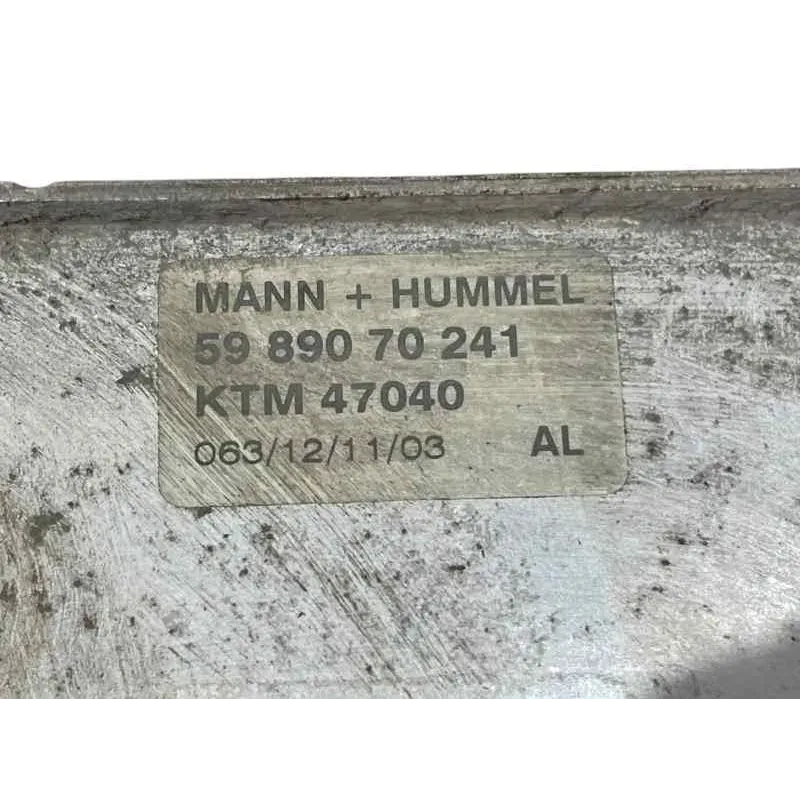 MANN + HUMMEL
59 890 70 241
KTM 47040
063/12/11/03 AL